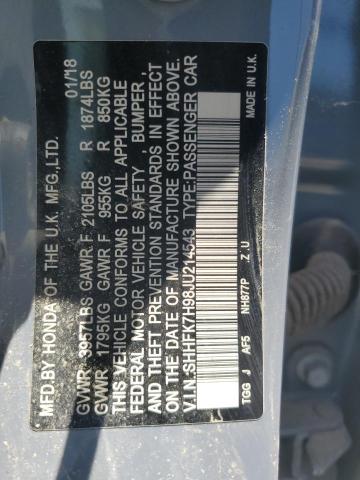 MFD.BY HONDA OF THE U.K. MFG.,LTD. 01/18
GVWR 3957LBS GAWR F 2105LBS R 1874LBS
GVWR 1795KG GAWR F 955KG R 850KG
THIS VEHICLE CONFORMS TO ALL APPLICABLE
FEDERAL MOTOR VEHICLE SAFETY , BUMPER ,
AND THEFT PREVENTION STANDARDS IN EFFECT
ON THE DATE OF MANUFACTURE SHOWN ABOVE.
V.I.N.:SHHFK7H98JU214543 TYPE:PASSENGER CAR
TGG J AF5 NH877P Z U MADE IN U.K.